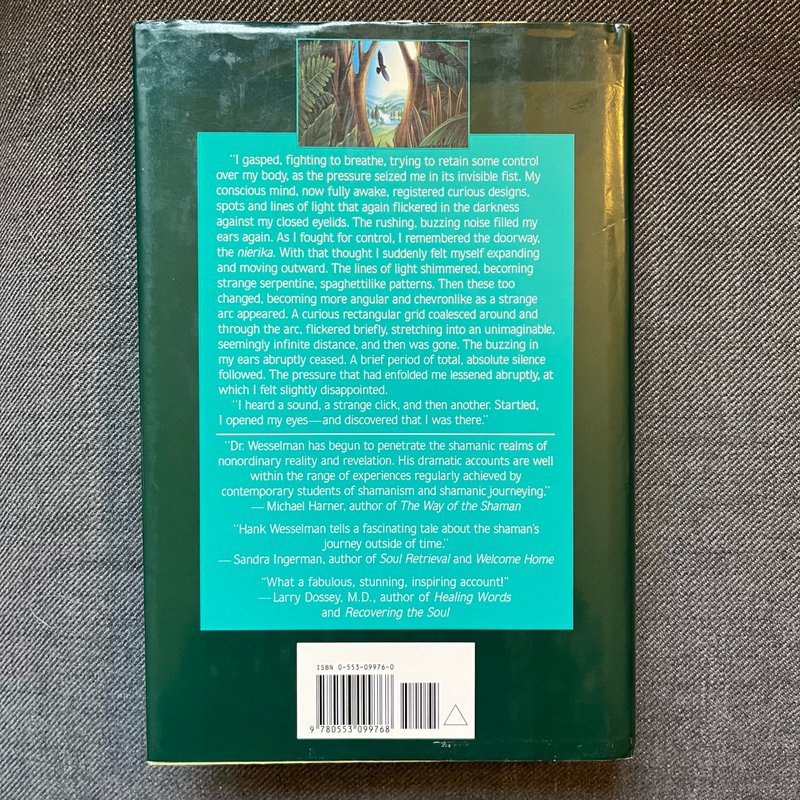 "I gasped, fighting to breathe, trying to retain some control
over my body, as the pressure seized me in its invisible fist. My
conscious mind, now fully awake, registered curious designs,
spots and lines of light that again flickered in the darkness
against my closed eyelids. The rushing, buzzing noise filled my
ears again. As I fought for control, I remembered the doorway,
the nierika. With that thought I suddenly felt myself expanding
and moving outward. The lines of light shimmered, becoming
strange serpentine, spaghettilike patterns. Then these too
changed, becoming more angular and chevronlike as a strange
arc appeared. A curious rectangular grid coalesced around and
through the arc, flickered briefly, stretching into an unimaginable,
seemingly infinite distance, and then was gone. The buzzing in
my ears abruptly ceased. A brief period of total, absolute silence
followed. The pressure that had enfolded me lessened abruptly, at
which I felt slightly disappointed.
"I heard a sound, a strange click, and then another. Startled,
I opened my eyes—and discovered that I was there."
"Dr. Wesselman has begun to penetrate the shamanic realms of
nonordinary reality and revelation. His dramatic accounts are well
within the range of experiences regularly achieved by
contemporary students of shamanism and shamanic journeying."
— Michael Harner, author of The Way of the Shaman
"Hank Wesselman tells a fascinating tale about the shaman's
journey outside of time."
— Sandra Ingerman, author of Soul Retrieval and Welcome Home
"What a fabulous, stunning, inspiring account!"
— Larry Dossey, M.D., author of Healing Words
and Recovering the Soul
ISBN 0-553-09976-0
9 780553 099768